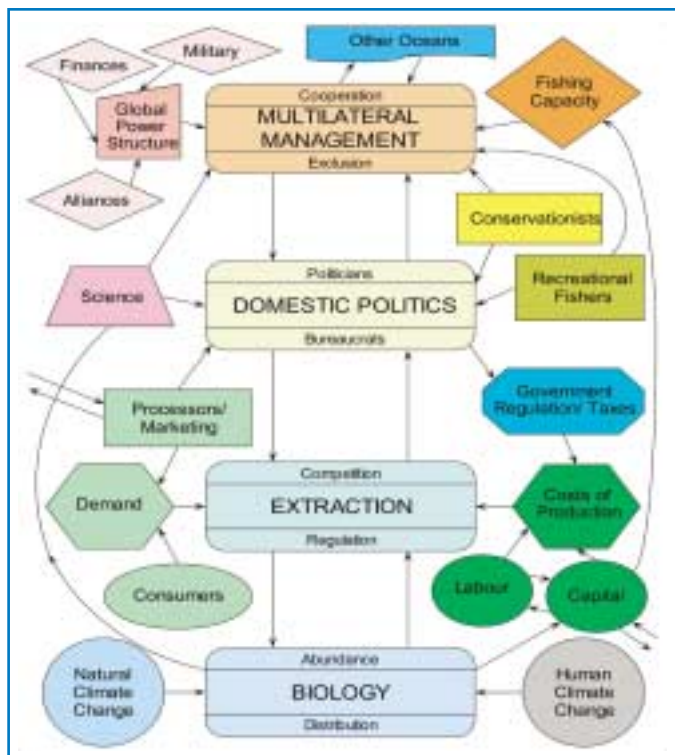 Other Oceans
Military
Finances
Global
Power
Structure
Alliances
Cooperation
MULTILATERAL
MANAGEMENT
Exclusion
Fishing
Capacity
Conservationists
Recreational
Fishers
Science
Politicians
DOMESTIC POLITICS
Bureaucrats
Processors/
Marketing
Government
Regulation/ Taxes
Demand
Competition
EXTRACTION
Regulation
Costs of
Production
Consumers
Labour
Capital
Natural
Climate
Change
Abundance
BIOLOGY
Distribution
Human
Climate
Change